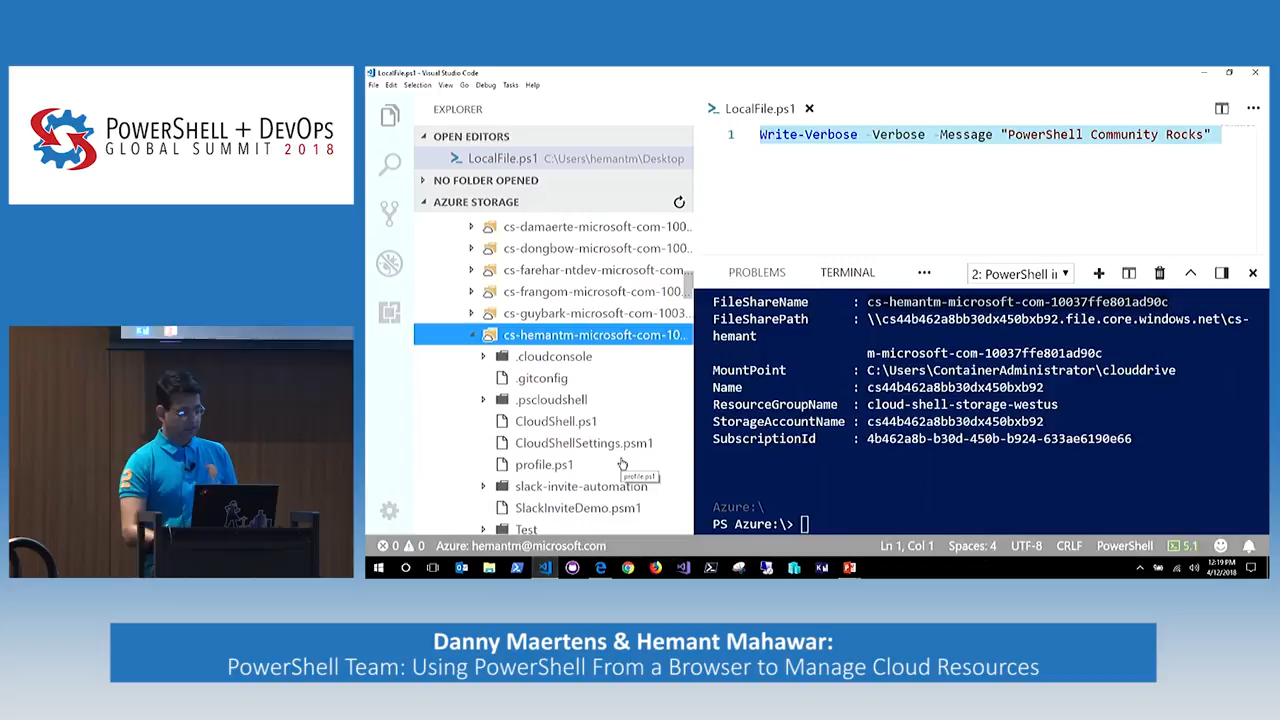 POWERSHELL + DEVOPS
GLOBAL SUMMIT 2018
LocalFile.ps1 - Visual Studio Code
File Edit Selection View Go Debug Tasks Help
EXPLORER
OPEN EDITORS
LocalFile.ps1 C:\Users\hemantm\Desktop
NO FOLDER OPENED
AZURE STORAGE
cs-damaerte-microsoft-com-100...
cs-dongbow-microsoft-com-100...
cs-farehar-ntdev-microsoft-com...
cs-frangom-microsoft-com-100...
cs-guybark-microsoft-com-1003...
cs-hemantm-microsoft-com-10...
.cloudconsole
.gitconfig
.pscloudshell
CloudShell.ps1
CloudShellSettings.psm1
profile.ps1
profile.ps1
slack-invite-automation
SlackInviteDemo.psm1
Test
LocalFile.ps1
1 Write-Verbose -Verbose -Message "PowerShell Community Rocks"
PROBLEMS TERMINAL ... 2: PowerShell in
FileShareName : cs-hemantm-microsoft-com-10037ffe801ad90c
FileSharePath : \\cs44b462a8bb30dx450bxb92.file.core.windows.net\cs-
hemant
m-microsoft-com-10037ffe801ad90c
MountPoint : C:\Users\ContainerAdministrator\clouddrive
Name : cs44b462a8bb30dx450bxb92
ResourceGroupName : cloud-shell-storage-westus
StorageAccountName : cs44b462a8bb30dx450bxb92
SubscriptionId : 4b462a8b-b30d-450b-b924-633ae6190e66
Azure:\
PS Azure:\>
0 0 Azure: hemantm@microsoft.com Ln 1, Col 1 Spaces: 4 UTF-8 CRLF PowerShell 5.1
12:19 PM
4/12/2018
Danny Maertens & Hemant Mahawar:
PowerShell Team: Using PowerShell From a Browser to Manage Cloud Resources